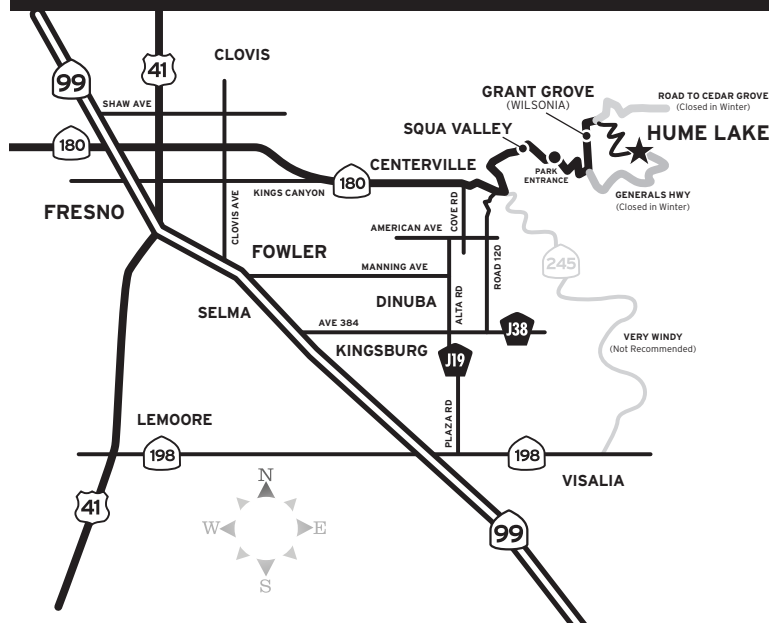 CLOVIS
99
41
SHAW AVE
GRANT GROVE
(WILSONIA)
ROAD TO CEDAR GROVE
(Closed in Winter)
SQUA VALLEY
HUME LAKE
180
CENTERVILLE
PARK
ENTRANCE
180
KINGS CANYON
GENERALS HWY
(Closed in Winter)
FRESNO
CLOVIS AVE
COVE RD
AMERICAN AVE
FOWLER
ROAD 120
245
MANNING AVE
DINUBA
ALTA RD
SELMA
AVE 384
J38
KINGSBURG
J19
VERY WINDY
(Not Recommended)
PLAZA RD
LEMOORE
198
198
VISALIA
N
W
E
S
41
99